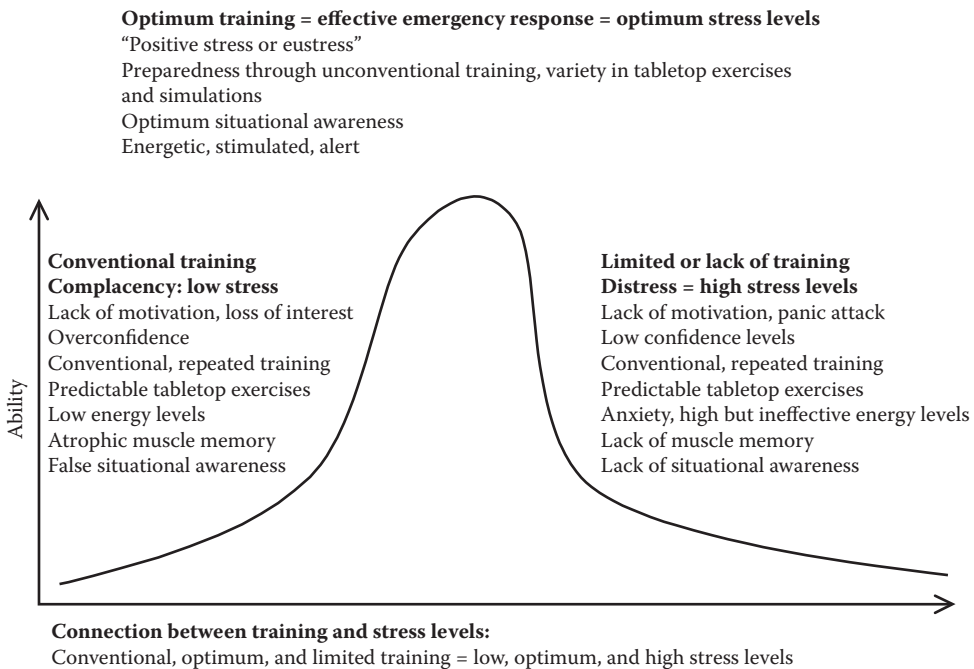 Optimum training = effective emergency response = optimum stress levels
“Positive stress or eustress”
Preparedness through unconventional training, variety in tabletop exercises
and simulations
Optimum situational awareness
Energetic, stimulated, alert
Conventional training
Complacency: low stress
Lack of motivation, loss of interest
Overconfidence
Conventional, repeated training
Predictable tabletop exercises
Low energy levels
Atrophic muscle memory
False situational awareness
Limited or lack of training
Distress = high stress levels
Lack of motivation, panic attack
Low confidence levels
Conventional, repeated training
Predictable tabletop exercises
Anxiety, high but ineffective energy levels
Lack of muscle memory
Lack of situational awareness
Ability
Connection between training and stress levels:
Conventional, optimum, and limited training = low, optimum, and high stress levels